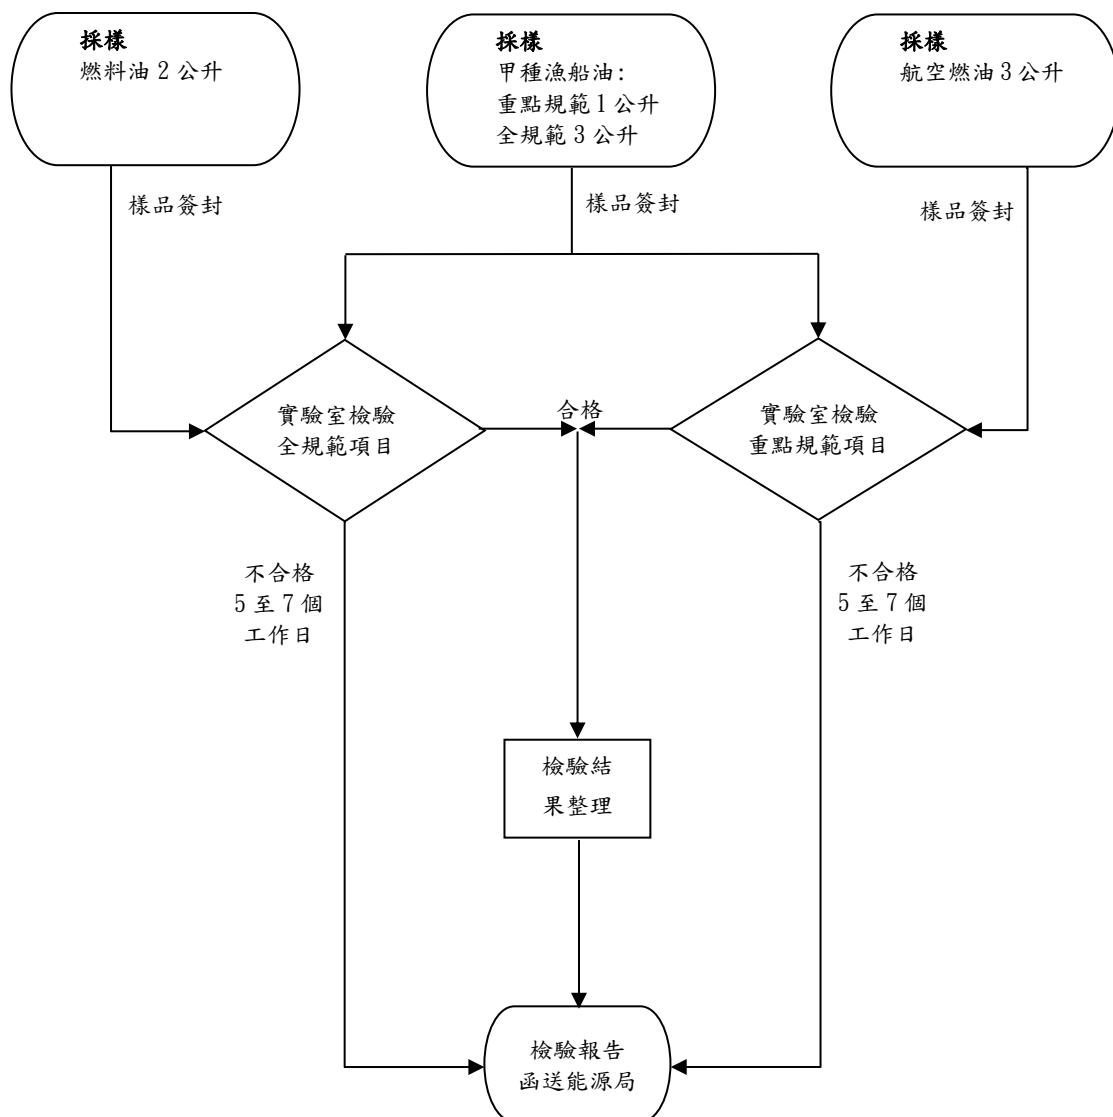 採樣
燃料油 2 公升
採樣
甲種漁船油:
重點規範 1 公升
全規範 3 公升
採樣
航空燃油 3 公升
樣品簽封
樣品簽封
樣品簽封
實驗室檢驗
全規範項目
合格
實驗室檢驗
重點規範項目
不合格
5 至 7 個
工作日
不合格
5 至 7 個
工作日
檢驗結
果整理
檢驗報告
函送能源局